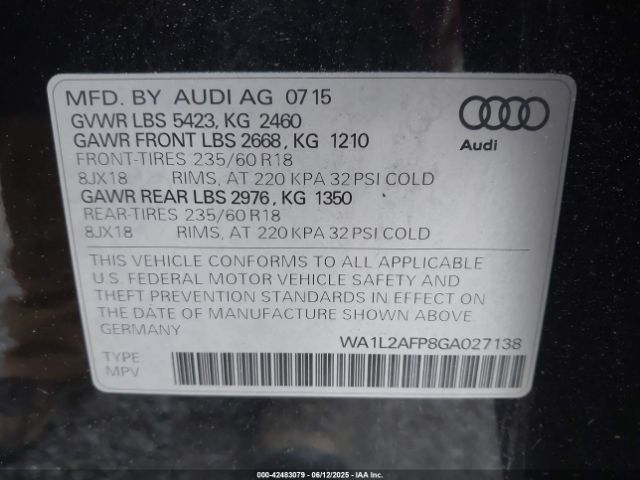 MFD. BY AUDI AG 07 15
GVWR LBS 5423, KG 2460
GAWR FRONT LBS 2668, KG 1210
FRONT-TIRES 235/60 R18
8JX18 RIMS, AT 220 KPA 32 PSI COLD
GAWR REAR LBS 2976, KG 1350
REAR-TIRES 235/60 R18
8JX18 RIMS, AT 220 KPA 32 PSI COLD
Audi
THIS VEHICLE CONFORMS TO ALL APPLICABLE
U.S. FEDERAL MOTOR VEHICLE SAFETY AND
THEFT PREVENTION STANDARDS IN EFFECT ON
THE DATE OF MANUFACTURE SHOWN ABOVE.
GERMANY
WA1L2AFP8GA027138
TYPE
MPV
000-42483079 - 06/12/2025 - IAA Inc.